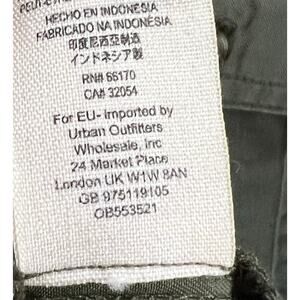 HECHO EN INDONESIA
FABRICADO NA INDONÉSIA
印度尼西亞製造
インドネシア製
RN# 66170
CA# 32054
For EU- Imported by
Urban Outfitters
Wholesale, Inc
24 Market Place
London UK W1W 8AN
GB 975119105
OB553521